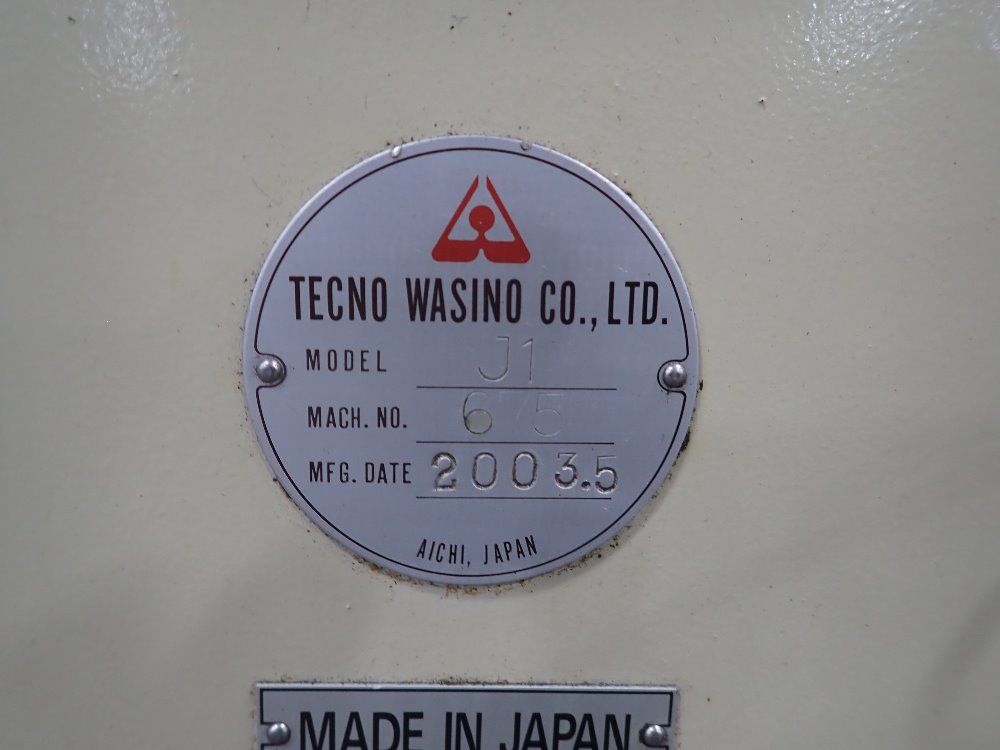 TECNO WASINO CO., LTD.
MODEL J1
MACH. NO. 675
MFG. DATE 2003.5
AICHI, JAPAN
MADE IN JAPAN